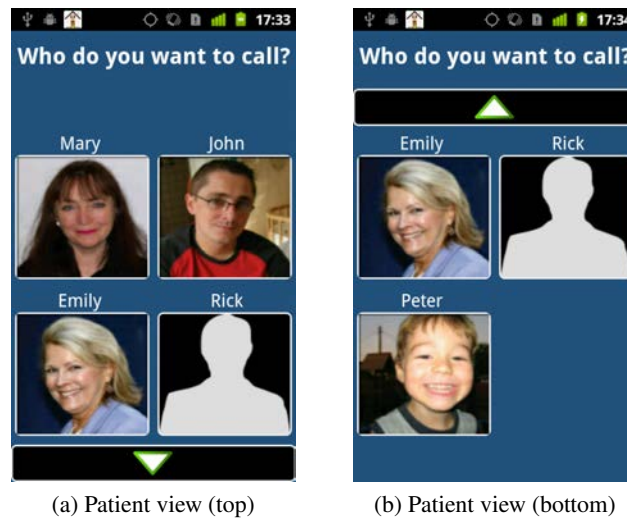 17:33
Who do you want to call?
Mary John
Emily Rick
(a) Patient view (top)
17:34
Who do you want to call?
Emily Rick
Peter
(b) Patient view (bottom)